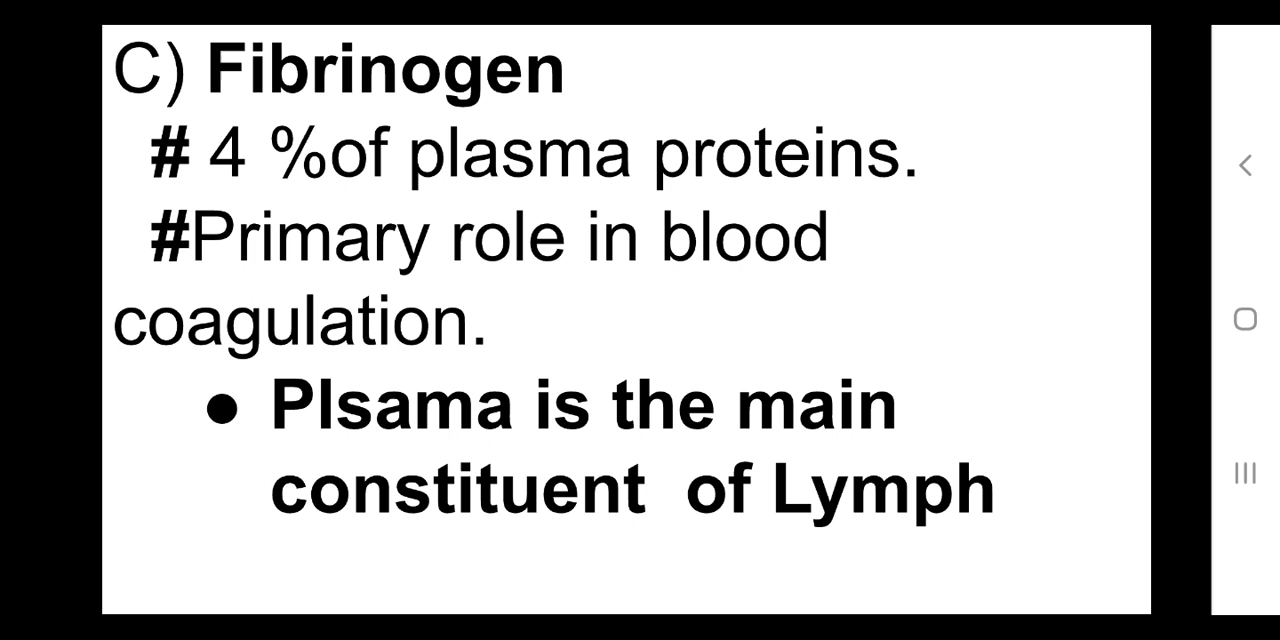 C) Fibrinogen
# 4 %of plasma proteins.
#Primary role in blood
coagulation.
● Plsama is the main
constituent of Lymph